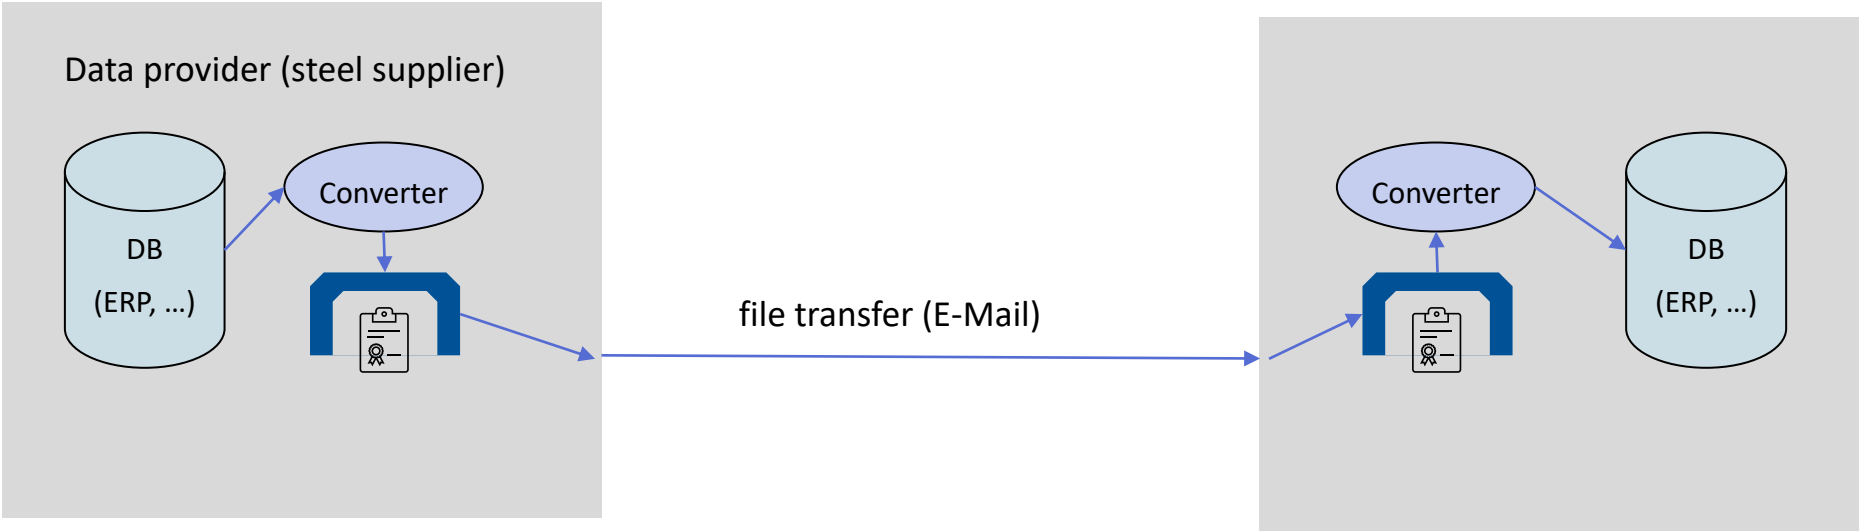 Data provider (steel supplier)
Converter
DB
(ERP, ...)
file transfer (E-Mail)
Converter
DB
(ERP, ...)